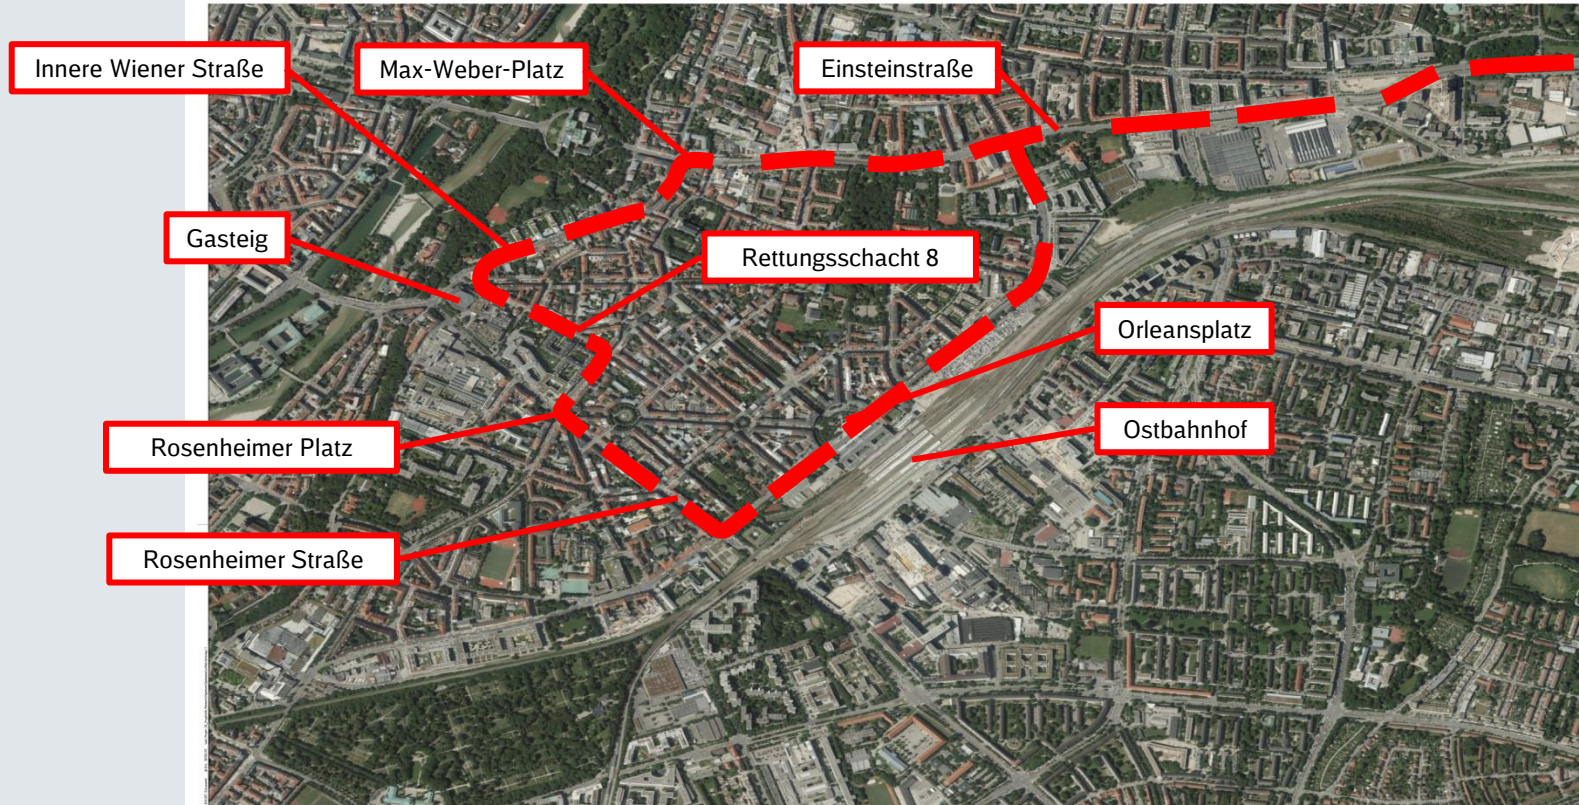 Innere Wiener Straße
Max-Weber-Platz
Einsteinstraße
Gasteig
Rettungsschacht 8
Orleansplatz
Ostbahnhof
Rosenheimer Platz
Rosenheimer Straße